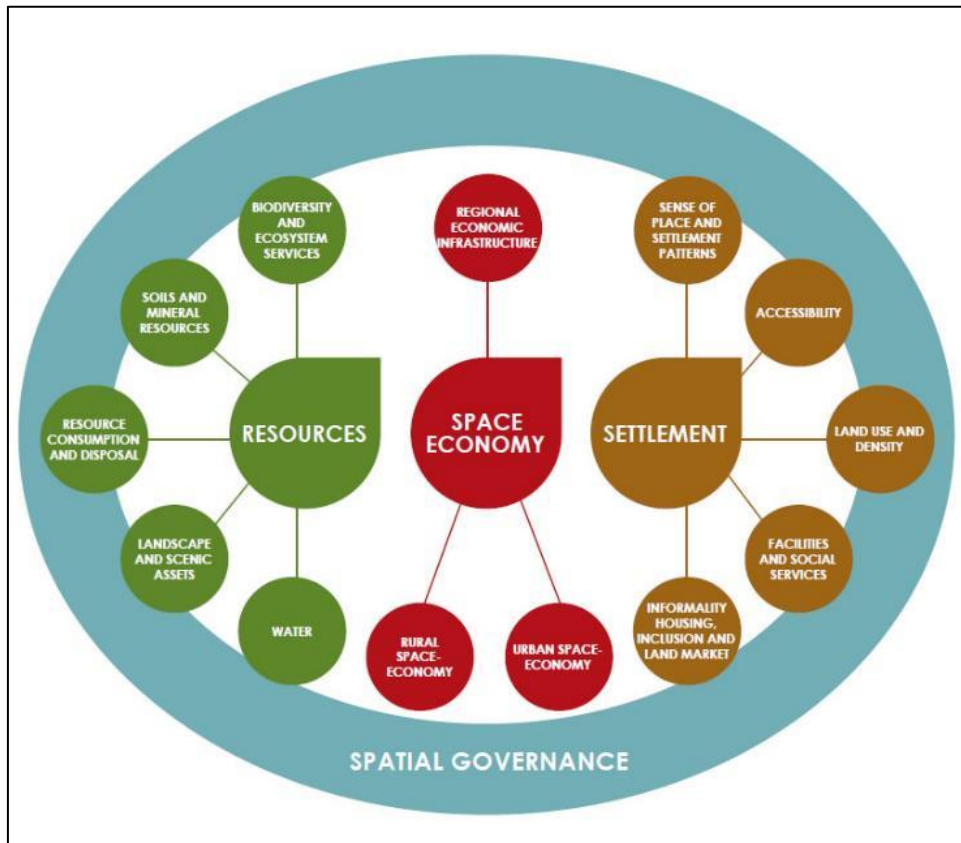 BIODIVERSITY
AND
ECOSYSTEM
SERVICES
SOILS AND
MINERAL
RESOURCES
RESOURCE
CONSUMPTION
AND DISPOSAL
LANDSCAPE
AND SCENIC
ASSETS
WATER
RESOURCES
REGIONAL
ECONOMIC
INFRASTRUCTURE
SPACE
ECONOMY
RURAL
SPACE-
ECONOMY
URBAN SPACE-
ECONOMY
SENSE OF
PLACE AND
SETTLEMENT
PATTERNS
ACCESSIBILITY
SETTLEMENT
LAND USE AND
DENSITY
FACILITIES
AND SOCIAL
SERVICES
INFORMALITY
HOUSING,
INCLUSION AND
LAND MARKET
SPATIAL GOVERNANCE